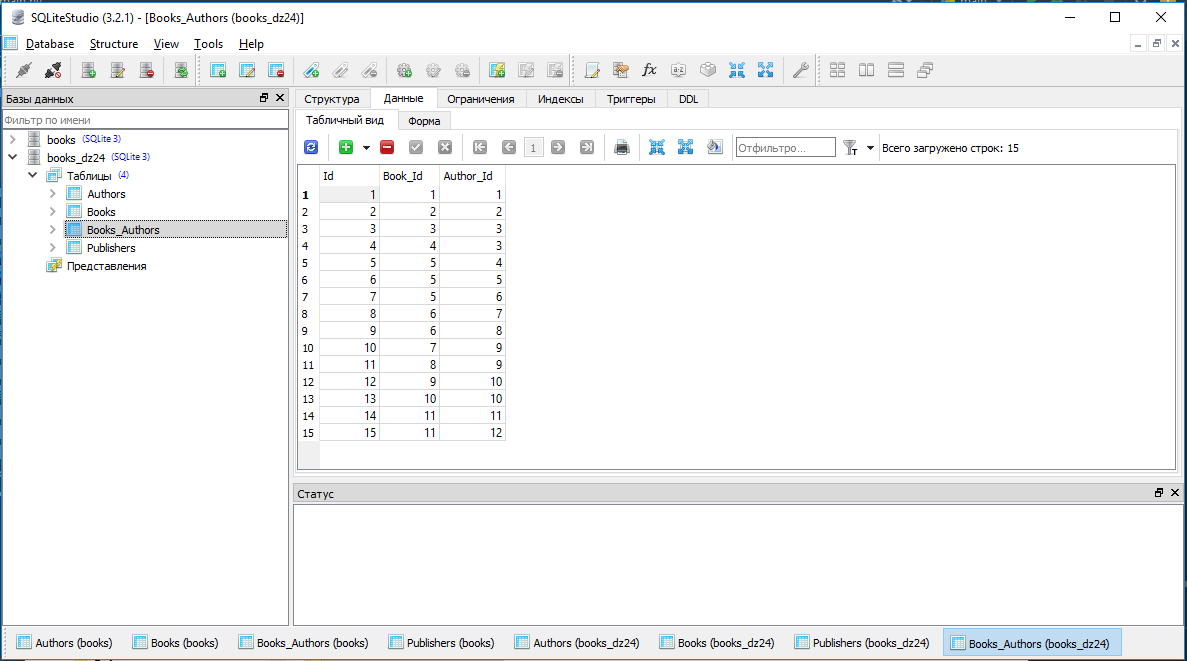 SQLiteStudio (3.2.1) - [Books_Authors (books_dz24)]
Database Structure View Tools Help
Базы данных
Фильтр по имени
books (SQLite 3)
books_dz24 (SQLite 3)
Таблицы (4)
Authors
Books
Books_Authors
Publishers
Представления
Структура Данные Ограничения Индексы Триггеры DDL
Табличный вид Форма
1 Отфильтро... Всего загружено строк: 15
Id Book_Id Author_Id
1 1 1 1
2 2 2 2
3 3 3 3
4 4 4 3
5 5 5 4
6 6 5 5
7 7 5 6
8 8 6 7
9 9 6 8
10 10 7 9
11 11 8 9
12 12 9 10
13 13 10 10
14 14 11 11
15 15 11 12
Статус
Authors (books) Books (books) Books_Authors (books) Publishers (books) Authors (books_dz24) Books (books_dz24) Publishers (books_dz24) Books_Authors (books_dz24)